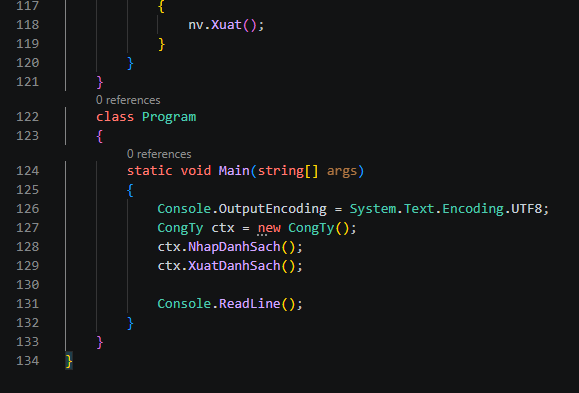 117 {
118 nv.Xuat();
119 }
120 }
121 }
0 references
122 class Program
123 {
0 references
124 static void Main(string[] args)
125 {
126 Console.OutputEncoding = System.Text.Encoding.UTF8;
127 CongTy ctx = new CongTy();
128 ctx.NhapDanhSach();
129 ctx.XuatDanhSach();
130
131 Console.ReadLine();
132 }
133 }
134 }